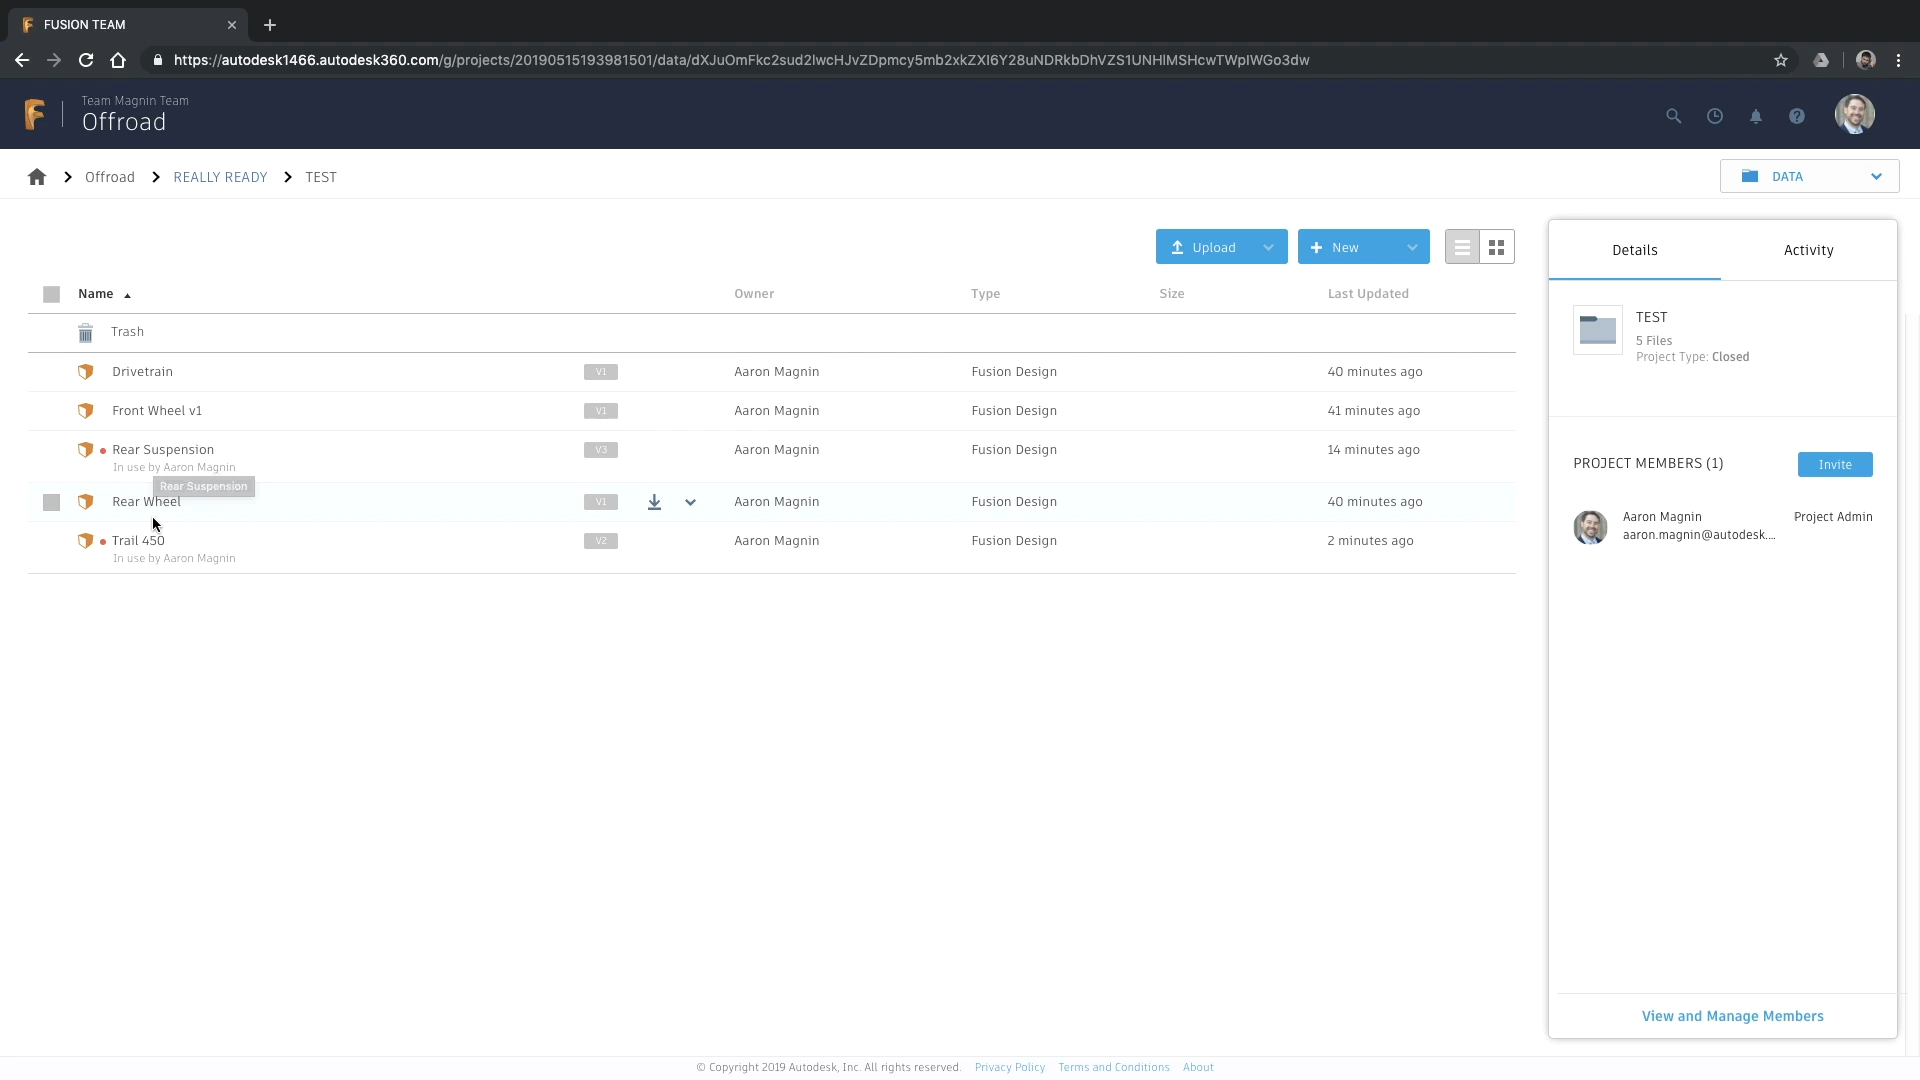 FUSION TEAM
https://autodesk1466.autodesk360.com/g/projects/20190515193981501/data/dXJuOmFkc2sud2lwcHJvZDpmcy5mb2xkZXI6Y28uNDRkbDhVZS1UNHlMSHcwTWplWGo3dw
Team Magnin Team
Offroad
Offroad
REALLY READY
TEST
DATA
Upload
New
Name
Owner
Type
Size
Last Updated
Trash
Drivetrain V1 Aaron Magnin Fusion Design 40 minutes ago
Front Wheel v1 V1 Aaron Magnin Fusion Design 41 minutes ago
Rear Suspension V3 Aaron Magnin Fusion Design 14 minutes ago
In use by Aaron Magnin
Rear Suspension
Rear Wheel V1 Aaron Magnin Fusion Design 40 minutes ago
Trail 450 V2 Aaron Magnin Fusion Design 2 minutes ago
In use by Aaron Magnin
Details
Activity
TEST
5 Files
Project Type: Closed
PROJECT MEMBERS (1)
Invite
Aaron Magnin Project Admin
aaron.magnin@autodesk....
View and Manage Members
© Copyright 2019 Autodesk, Inc. All rights reserved. Privacy Policy Terms and Conditions About